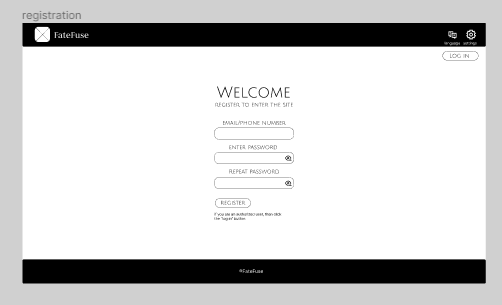 registration
FateFuse
language settings
LOG IN
WELCOME
REGISTER TO ENTER THE SITE
EMAIL/PHONE NUMBER
ENTER PASSWORD
REPEAT PASSWORD
REGISTER
If you are an authorized user, then click
the "log in" button
©FateFuse